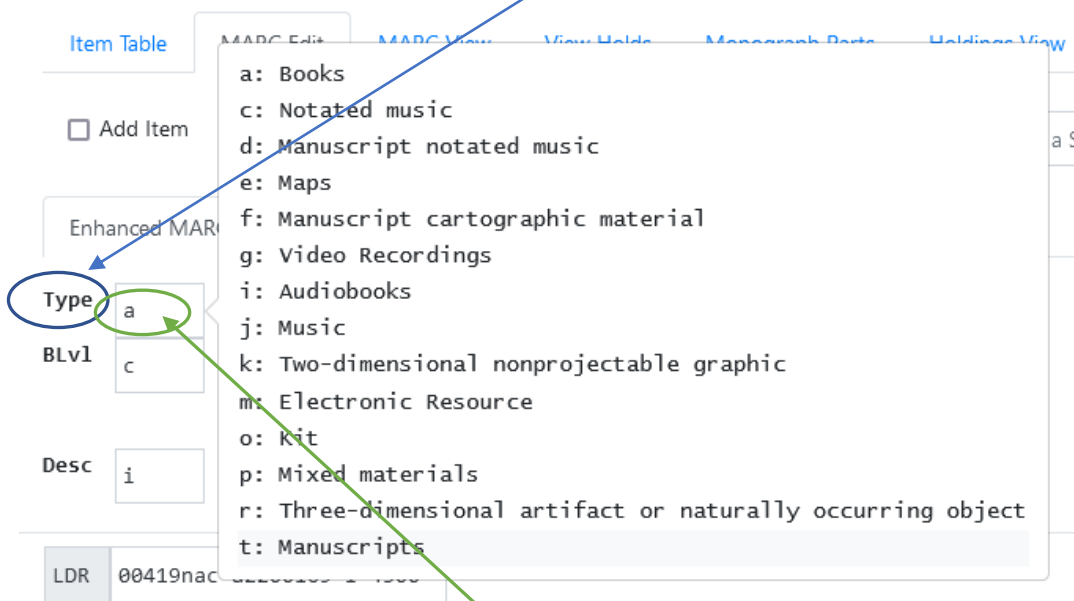 Item Table MARC Edit MARC View View Holds Monograph Parts Holdings View
a: Books
c: Notated music
Add Item
d: Manuscript notated music
a S
e: Maps
f: Manuscript cartographic material
Enhanced MAR
g: Video Recordings
Type
a
i: Audiobooks
j: Music
BLvl
c
k: Two-dimensional nonprojectable graphic
m: Electronic Resource
o: Kit
Desc
i
p: Mixed materials
r: Three-dimensional artifact or naturally occurring object
t: Manuscripts
LDR 00419nac